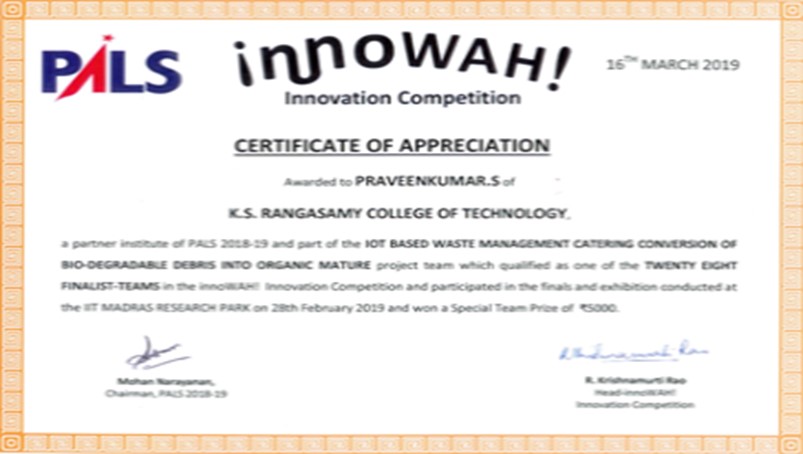 PALS
innoWAH!
16TH MARCH 2019
Innovation Competition
CERTIFICATE OF APPRECIATION
Awarded to PRAVEENKUMAR.S of
K.S. RANGASAMY COLLEGE OF TECHNOLOGY,
a partner institute of PALS 2018-19 and part of the IOT BASED WASTE MANAGEMENT CATERING CONVERSION OF
BIO-DEGRADABLE DEBRIS INTO ORGANIC MATURE project team which qualified as one of the TWENTY EIGHT
FINALIST-TEAMS in the innoWAH! Innovation Competition and participated in the finals and exhibition conducted at
the IIT MADRAS RESEARCH PARK on 28th February 2019 and won a Special Team Prize of ₹5000.
Mohan Narayanan,
Chairman, PALS 2018-19
R. Krishnamurti Rao
Head-innoWAH!
Innovation Competition